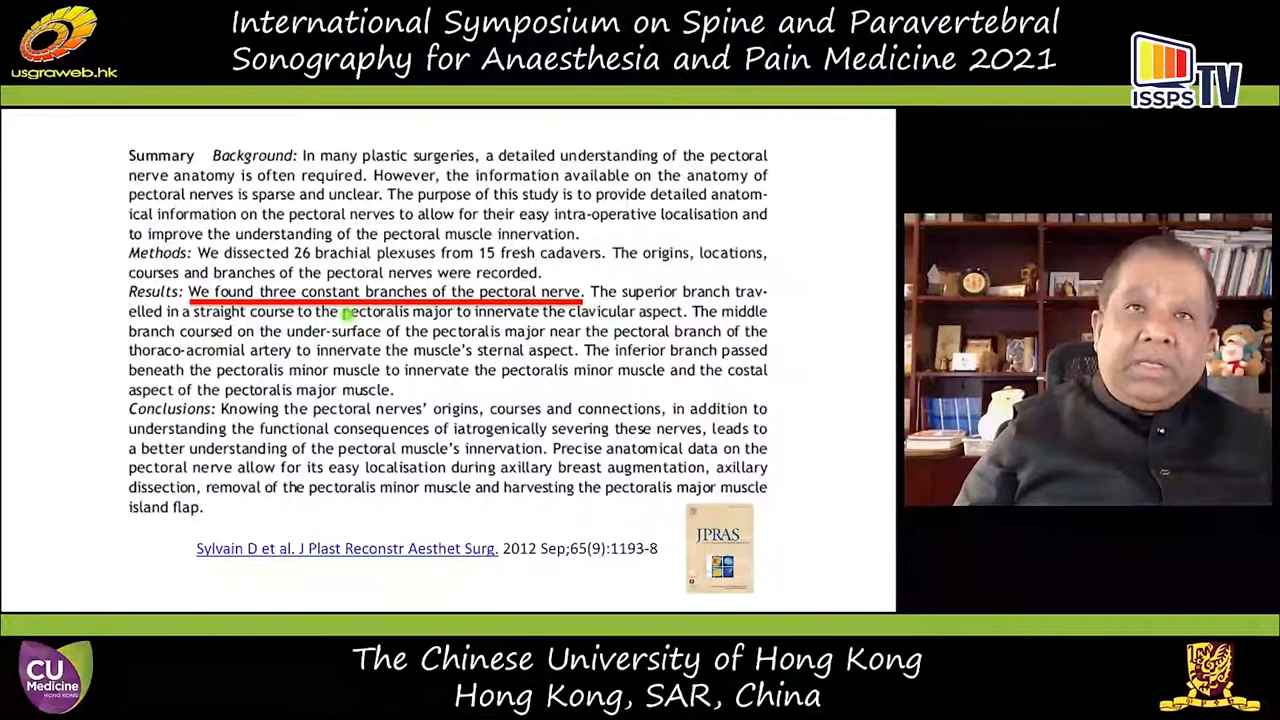 International Symposium on Spine and Paravertebral
Sonography for Anaesthesia and Pain Medicine 2021
usgraweb.hk
ISSPS TV
Summary Background: In many plastic surgeries, a detailed understanding of the pectoral
nerve anatomy is often required. However, the information available on the anatomy of
pectoral nerves is sparse and unclear. The purpose of this study is to provide detailed anatom-
ical information on the pectoral nerves to allow for their easy intra-operative localisation and
to improve the understanding of the pectoral muscle innervation.
Methods: We dissected 26 brachial plexuses from 15 fresh cadavers. The origins, locations,
courses and branches of the pectoral nerves were recorded.
Results: We found three constant branches of the pectoral nerve. The superior branch trav-
elled in a straight course to the pectoralis major to innervate the clavicular aspect. The middle
branch coursed on the under-surface of the pectoralis major near the pectoral branch of the
thoraco-acromial artery to innervate the muscle's sternal aspect. The inferior branch passed
beneath the pectoralis minor muscle to innervate the pectoralis minor muscle and the costal
aspect of the pectoralis major muscle.
Conclusions: Knowing the pectoral nerves' origins, courses and connections, in addition to
understanding the functional consequences of iatrogenically severing these nerves, leads to
a better understanding of the pectoral muscle's innervation. Precise anatomical data on the
pectoral nerve allow for its easy localisation during axillary breast augmentation, axillary
dissection, removal of the pectoralis minor muscle and harvesting the pectoralis major muscle
island flap.
Sylvain D et al. J Plast Reconstr Aesthet Surg. 2012 Sep;65(9):1193-8
JPRAS
The Chinese University of Hong Kong
Hong Kong, SAR, China
CU
Medicine
HONG KONG